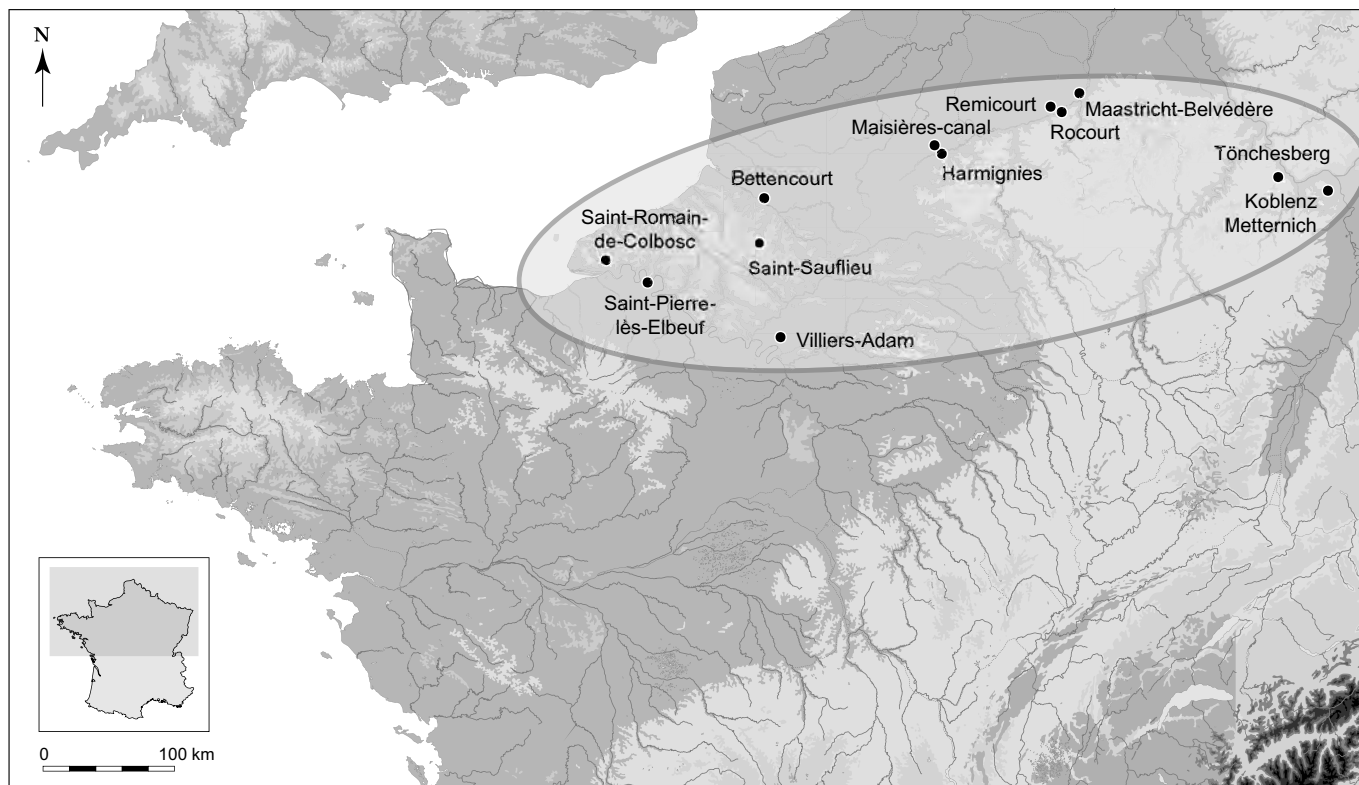 N
Remicourt
Maastricht-Belvédère
Maisières-canal
Rocourt
Harmignies
Tönchesberg
Bettencourt
Koblenz
Metternich
Saint-Romain-
de-Colbosc
Saint-Sauflieu
Saint-Pierre-
lès-Elbeuf
Villiers-Adam
0
100 km